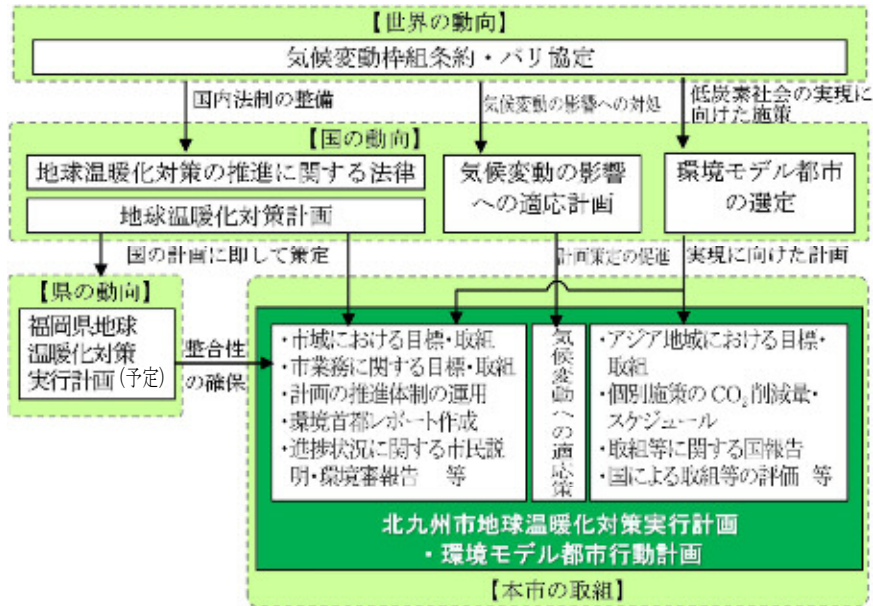 【世界の動向】
気候変動枠組条約・パリ協定
国内法制の整備
気候変動の影響への対処
低炭素社会の実現に
向けた施策
【国の動向】
地球温暖化対策の推進に関する法律
地球温暖化対策計画
気候変動の影響
への適応計画
環境モデル都市
の選定
国の計画に即して策定
計画策定の促進
実現に向けた計画
【県の動向】
福岡県地球
温暖化対策
実行計画(予定)
整合性
の確保
・市域における目標・取組
・市業務に関する目標・取組
・計画の推進体制の運用
・環境首都レポート作成
・進捗状況に関する市民説
明・環境審報告 等
気候変動への適応策
・アジア地域における目標・
取組
・個別施策のCO₂削減量・
スケジュール
・取組等に関する国報告
・国による取組等の評価 等
北九州市地球温暖化対策実行計画
・環境モデル都市行動計画
【本市の取組】